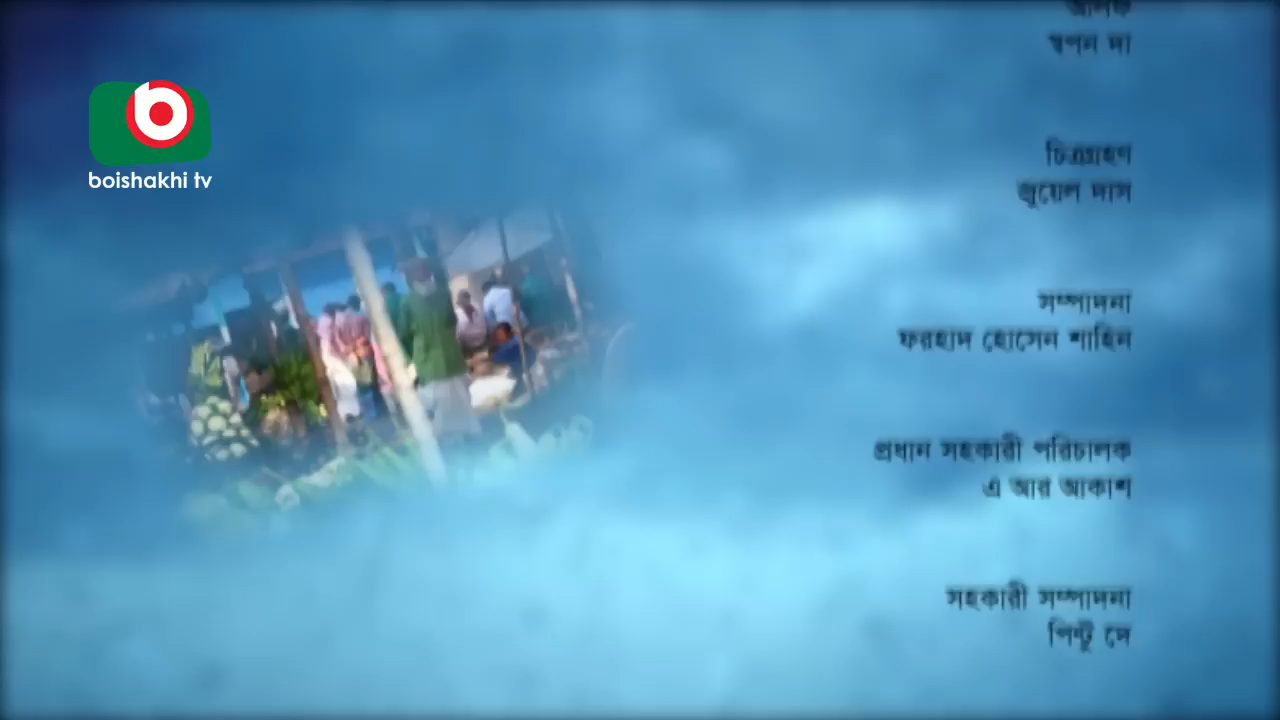 boishakhi tv
স্বপন দা
চিত্রগ্রহণ
জুয়েল দাস
সম্পাদনা
ফরহাদ হোসেন শাহিন
প্রধান সহকারী পরিচালক
এ আর আকাশ
সহকারী সম্পাদনা
পিন্টু দে